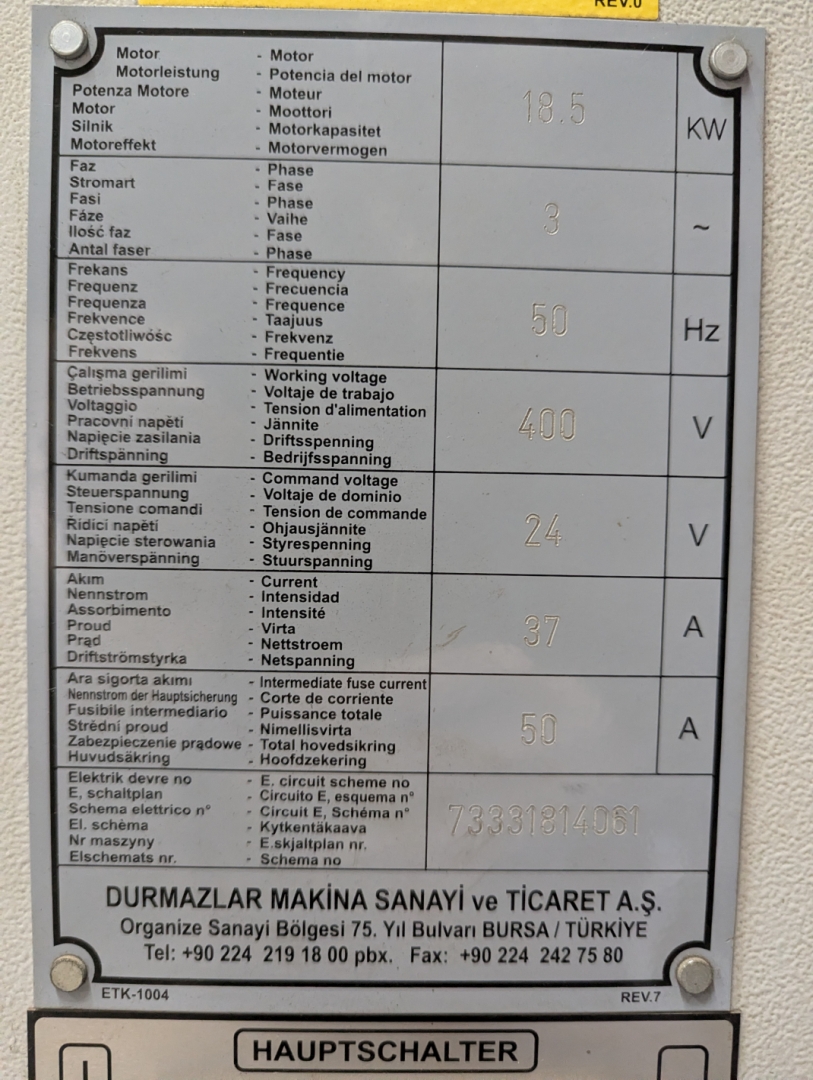 REV.0
Motor - Motor
Motorleistung - Potencia del motor
Potenza Motore - Moteur
Motor - Moottori
Silnik - Motorkapasitet
Motoreffekt - Motorvermogen
18.5 KW
Faz - Phase
Stromart - Fase
Fasi - Phase
Fáze - Vaihe
Ilość faz - Fase
Antal faser - Phase
3 ~
Frekans - Frequency
Frequenz - Frecuencia
Frequenza - Frequence
Frekvence - Taajuus
Częstotliwośc - Frekvenz
Frekvens - Frequentie
50 Hz
Çalışma gerilimi - Working voltage
Betriebsspannung - Voltaje de trabajo
Voltaggio - Tension d'alimentation
Pracovni napèti - Jännite
Napięcie zasilania - Driftsspenning
Driftspänning - Bedrijfsspanning
400 V
Kumanda gerilimi - Command voltage
Steuerspannung - Voltaje de dominio
Tensione comandi - Tension de commande
Ridici napèti - Ohjausjännite
Napięcie sterowania - Styrespenning
Manöverspänning - Stuurspanning
24 V
Akım - Current
Nennstrom - Intensidad
Assorbimento - Intensité
Proud - Virta
Prąd - Nettstroem
Driftströmstyrka - Netspanning
37 A
Ara sigorta akımı - Intermediate fuse current
Nennstrom der Hauptsicherung - Corte de corriente
Fusibile intermediario - Puissance totale
Strědní proud - Nimellisvirta
Zabezpieczenie prądowe - Total hovedsikring
Huvudsäkring - Hoofdzekering
50 A
Elektrik devre no - E. circuit scheme no
E, schaltplan - Circuito E, esquema n°
Schema elettrico n° - Circuit E, Schéma n°
El. schèma - Kytkentäkaava
Nr maszyny - E.skjaltplan nr.
Elschemats nr. - Schema no
73331814061
DURMAZLAR MAKİNA SANAYİ ve TİCARET A.Ş.
Organize Sanayi Bölgesi 75. Yıl Bulvarı BURSA / TÜRKİYE
Tel: +90 224 219 18 00 pbx. Fax: +90 224 242 75 80
ETK-1004 REV.7
HAUPTSCHALTER